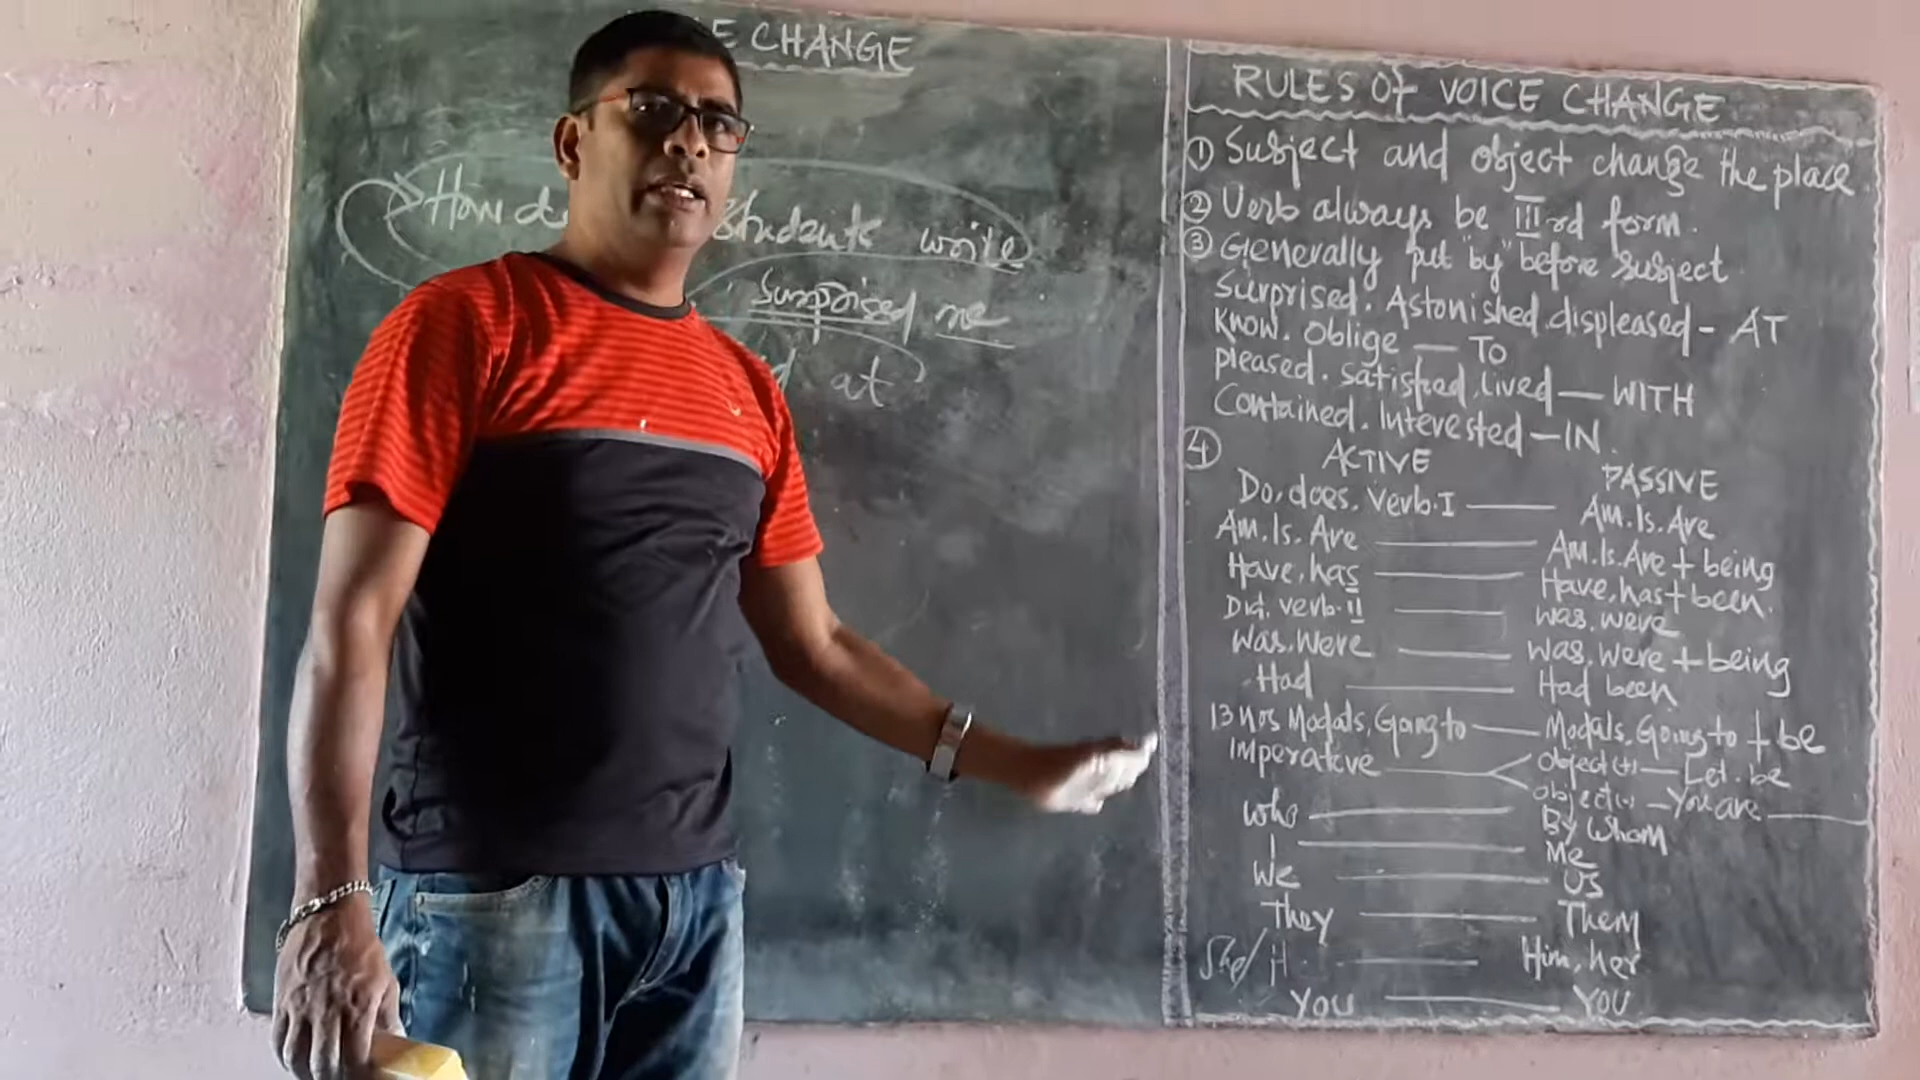 E CHANGE
How do students write
surprised me
d at
RULES Of VOICE CHANGE
① Subject and object change the place
② Verb always be IIIrd form.
③ Generally put "by" before subject
Surprised. Astonished displeased - AT
Know. Oblige — TO
pleased. satisfied, lived — WITH
Contained. Interested — IN.
④ ACTIVE PASSIVE
Do, does. Verb.I —— Am. Is. Are
Am. Is. Are —— Am. Is. Are + being
Have, has —— Have, has + been.
Did. verb.II —— was. were
Was. were —— was. were + being
Had —— Had been
13 nos Modals, Going to —— Modals. Going to + be
Imperative —— object(+) — Let. be
object(-) — You are ——
who —— By whom
I —— Me
We —— Us
They —— Them
She/ —— Him, her
YOU —— YOU